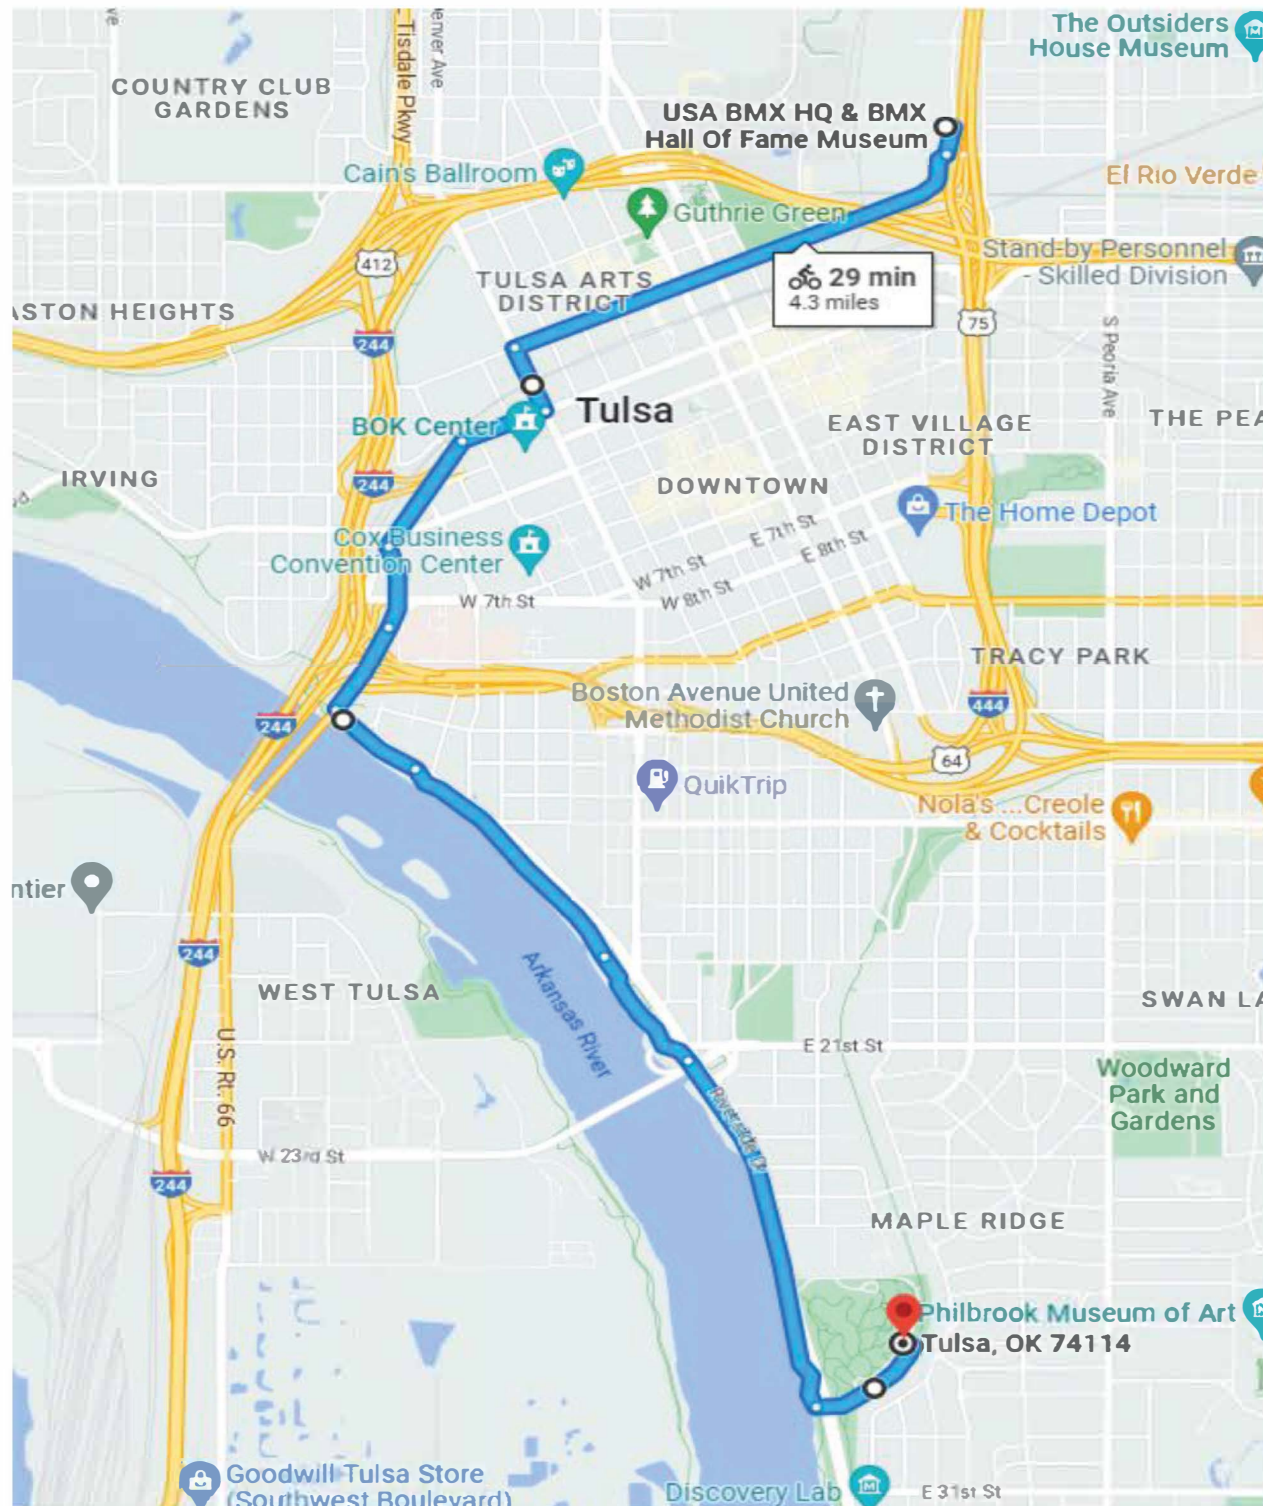 The Outsiders
House Museum
L. Tisdale Pkwy
enver Ave
COUNTRY CLUB
GARDENS
USA BMX HQ & BMX
Hall Of Fame Museum
Cain's Ballroom
El Rio Verde
Guthrie Green
412
Stand-by Personnel
- Skilled Division
TULSA ARTS
DISTRICT
29 min
4.3 miles
ASTON HEIGHTS
244
75
S Peoria Ave
BOK Center
Tulsa
EAST VILLAGE
DISTRICT
THE PEA
IRVING
244
DOWNTOWN
The Home Depot
Cox Business
Convention Center
E 7th St
E 8th St
W 7th St
W 8th St
W 7th St
TRACY PARK
Boston Avenue United
Methodist Church
444
244
64
QuikTrip
Nola's ...Creole
& Cocktails
ntier
244
Arkansas River
WEST TULSA
SWAN LA
U.S. Rt. 66
E 21st St
Woodward
Park and
Gardens
Riverside Dr
W 23rd St
244
MAPLE RIDGE
Philbrook Museum of Art
Tulsa, OK 74114
Goodwill Tulsa Store
(Southwest Boulevard)
Discovery Lab
E 31st St